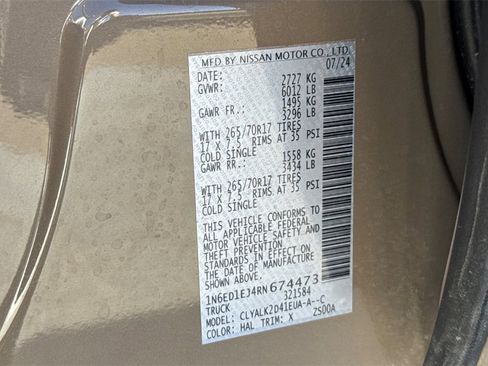 MFD BY NISSAN MOTOR CO., LTD.
DATE: 07/24
GVWR: 2727 KG
6012 LB
GAWR FR.: 1495 KG
3296 LB
WITH 265/70R17 TIRES
17 X 7.5 RIMS AT 35 PSI
COLD SINGLE
GAWR RR.: 1558 KG
3434 LB
WITH 265/70R17 TIRES
17 X 7.5 RIMS AT 35 PSI
COLD SINGLE
THIS VEHICLE CONFORMS TO
ALL APPLICABLE FEDERAL
MOTOR VEHICLE SAFETY AND
THEFT PREVENTION STANDARDS
IN EFFECT ON THE DATE OF
MANUFACTURE SHOWN ABOVE.
1N6ED1EJ4RN674473
TRUCK 321584
MODEL: CLYALK2D41EUA-A--C
COLOR: HAL TRIM: X ZS00A